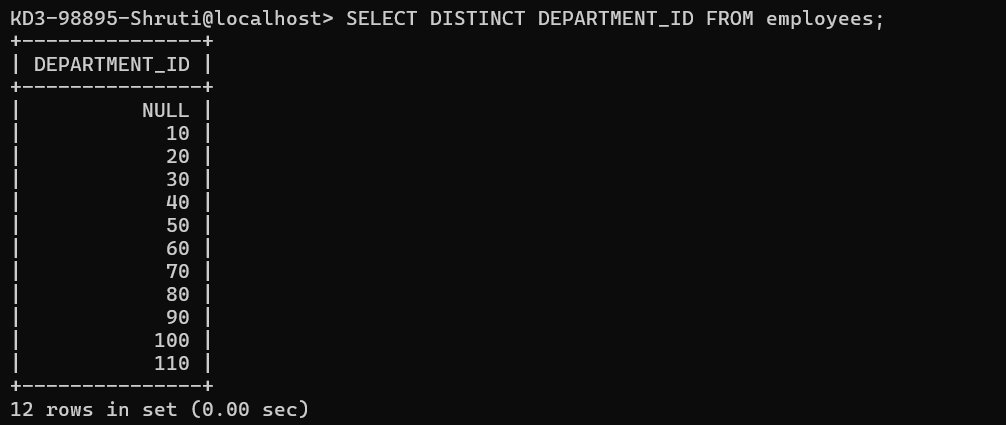 KD3-98895-Shruti@localhost> SELECT DISTINCT DEPARTMENT_ID FROM employees;
+---------------+
| DEPARTMENT_ID |
+---------------+
|          NULL |
|            10 |
|            20 |
|            30 |
|            40 |
|            50 |
|            60 |
|            70 |
|            80 |
|            90 |
|           100 |
|           110 |
+---------------+
12 rows in set (0.00 sec)